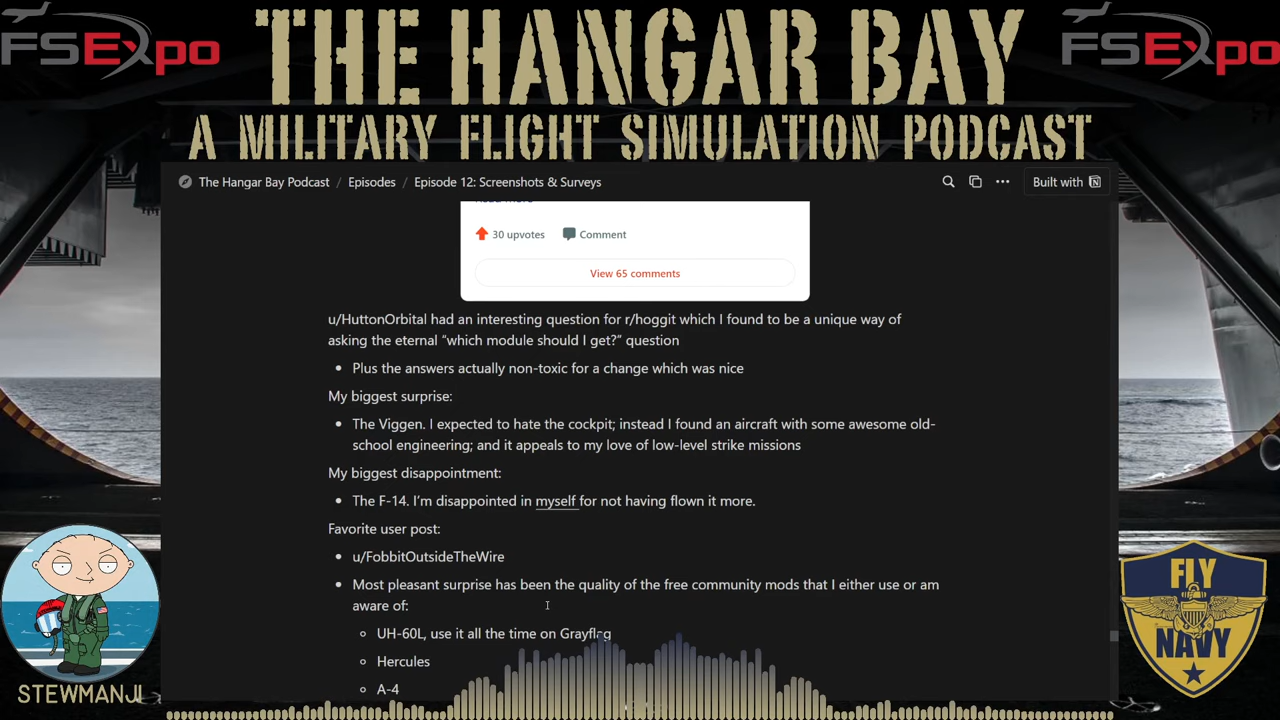 FSExpo
THE HANGAR BAY
FSExpo
A MILITARY FLIGHT SIMULATION PODCAST
The Hangar Bay Podcast / Episodes / Episode 12: Screenshots & Surveys
Built with
30 upvotes
Comment
View 65 comments
u/HuttonOrbital had an interesting question for r/hoggit which I found to be a unique way of
asking the eternal “which module should I get?” question
• Plus the answers actually non-toxic for a change which was nice
My biggest surprise:
• The Viggen. I expected to hate the cockpit; instead I found an aircraft with some awesome old-
school engineering; and it appeals to my love of low-level strike missions
My biggest disappointment:
• The F-14. I’m disappointed in myself for not having flown it more.
Favorite user post:
• u/FobbitOutsideTheWire
• Most pleasant surprise has been the quality of the free community mods that I either use or am
aware of:
◦ UH-60L, use it all the time on Grayflag
◦ Hercules
◦ A-4
STEWMANJI
FLY
NAVY